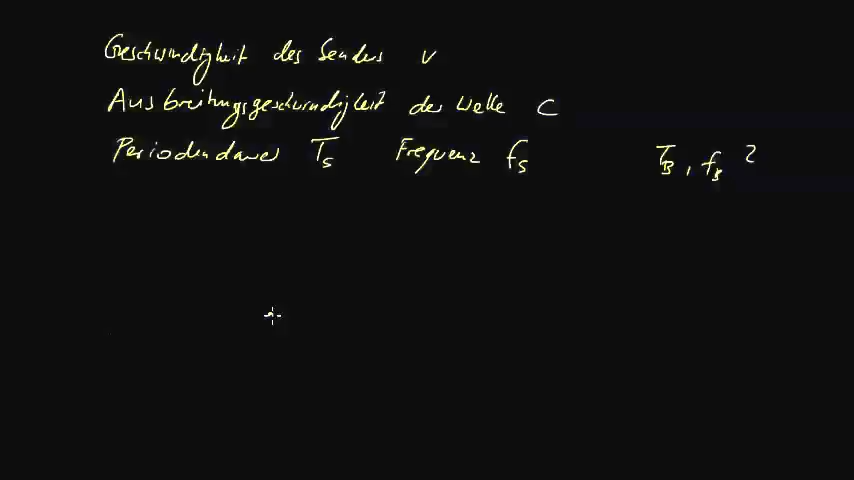 Geschwindigkeit des Senders v
Ausbreitungsgeschwindigkeit der Welle c
Periodendauer T_S Frequenz f_S T_B, f_B ?